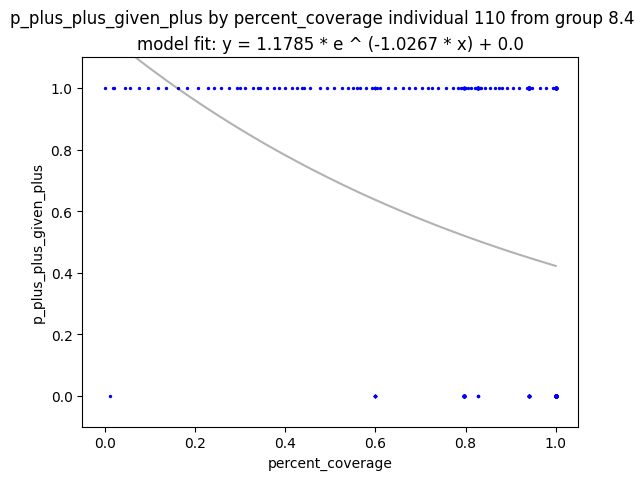 p_plus_plus_given_plus by percent_coverage individual 110 from group 8.4
model fit: y = 1.1785 * e ^ (-1.0267 * x) + 0.0
1.0
0.8
0.6
0.4
0.2
0.0
p_plus_plus_given_plus
0.0 0.2 0.4 0.6 0.8 1.0
percent_coverage